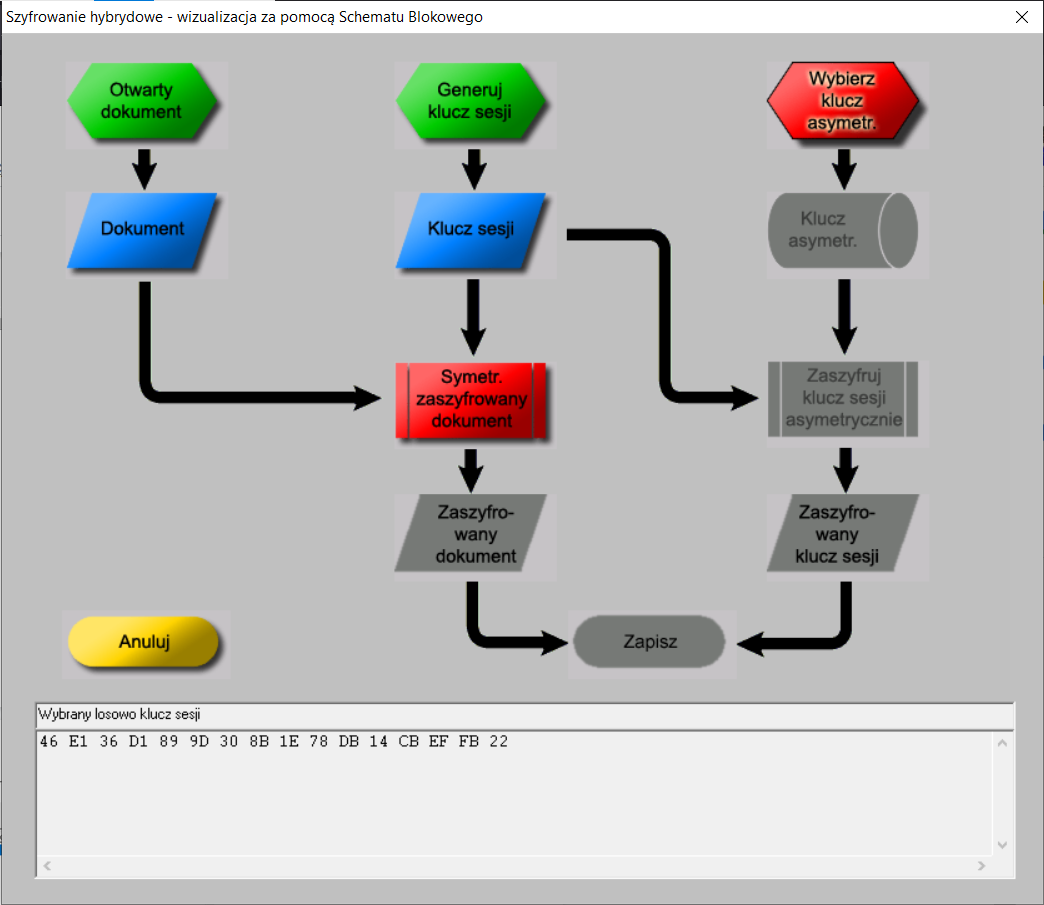 Szyfrowanie hybrydowe - wizualizacja za pomocą Schematu Blokowego
Otwarty
dokument
Generuj
klucz sesji
Wybierz
klucz
asymetr.
Dokument
Klucz sesji
Klucz
asymetr.
Symetr.
zaszyfrowany
dokument
Zaszyfruj
klucz sesji
asymetrycznie
Zaszyfro-
wany
dokument
Zaszyfro-
wany
klucz sesji
Anuluj
Zapisz
Wybrany losowo klucz sesji
46 E1 36 D1 89 9D 30 8B 1E 78 DB 14 CB EF FB 22